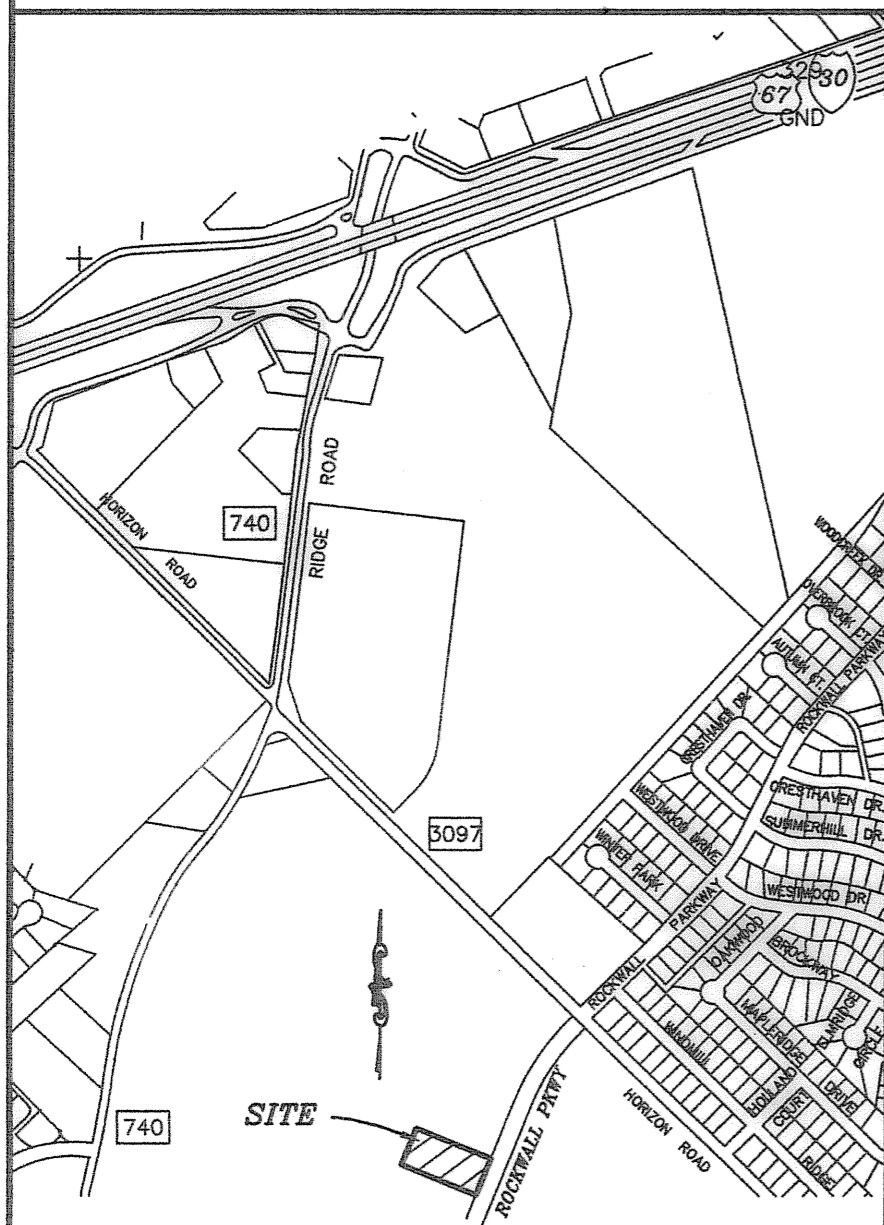 329
67
30
GND
HORIZON
ROAD
740
ROAD
RIDGE
WOODCREEK DR.
OVERBROOK CT.
AUTUMN CT.
ROCKWALL PARKWAY
CRESTHAVEN DR.
WESTWOOD DRIVE
WINTER PARK
CRESTHAVEN DR.
SUMMERHILL DR.
WESTWOOD DR.
3097
PARKWAY
ROCKWALL
OAKWOOD
BROCKWAY
ELMRIDGE
CIRCLE
MAPLERIDGE
DRIVE
WINDMILL
RIDGE
HOLLAND
COURT
HORIZON
ROAD
ROCKWALL PKWY
740
SITE